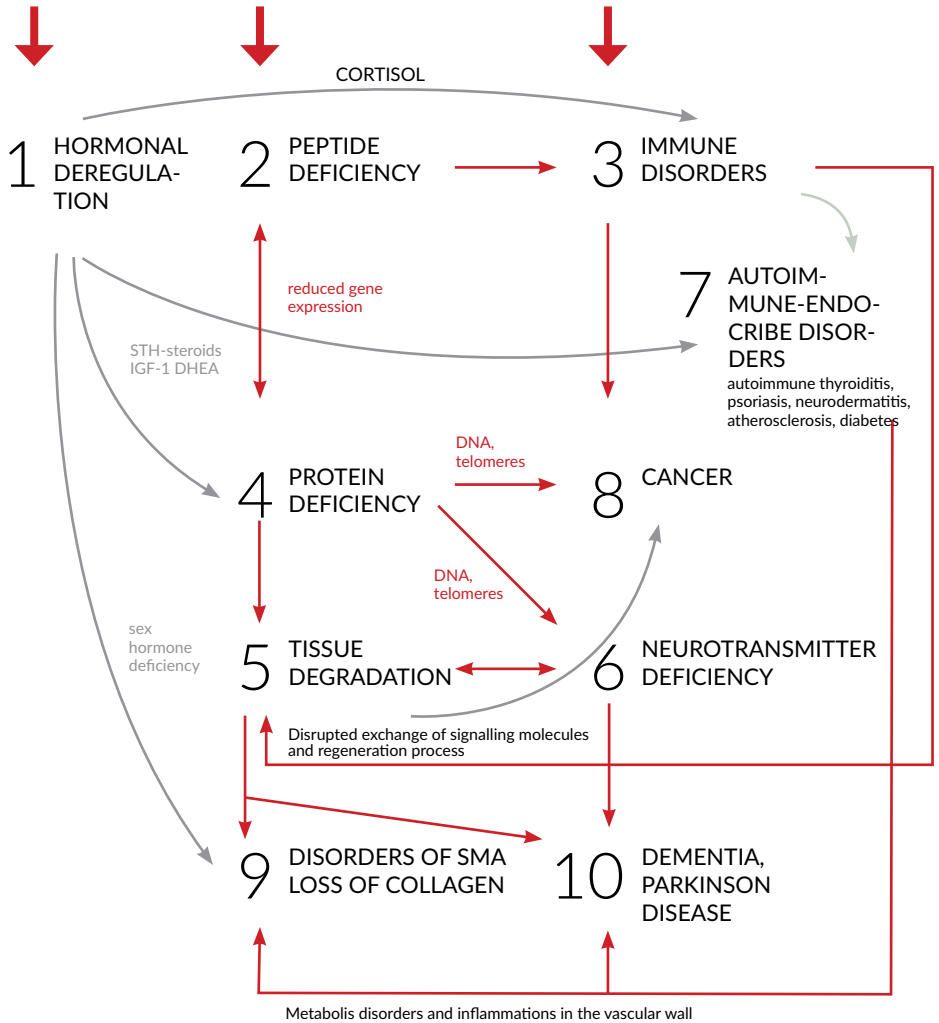 CORTISOL
1 HORMONAL
DEREGULA-
TION
2 PEPTIDE
DEFICIENCY
3 IMMUNE
DISORDERS
reduced gene
expression
7 AUTOIM-
MUNE-ENDO-
CRIBE DISOR-
DERS
autoimmune thyroiditis,
psoriasis, neurodermatitis,
atherosclerosis, diabetes
STH-steroids
IGF-1 DHEA
4 PROTEIN
DEFICIENCY
DNA,
telomeres
8 CANCER
DNA,
telomeres
sex
hormone
deficiency
5 TISSUE
DEGRADATION
6 NEUROTRANSMITTER
DEFICIENCY
Disrupted exchange of signalling molecules
and regeneration process
9 DISORDERS OF SMA
LOSS OF COLLAGEN
10 DEMENTIA,
PARKINSON
DISEASE
Metabolis disorders and inflammations in the vascular wall